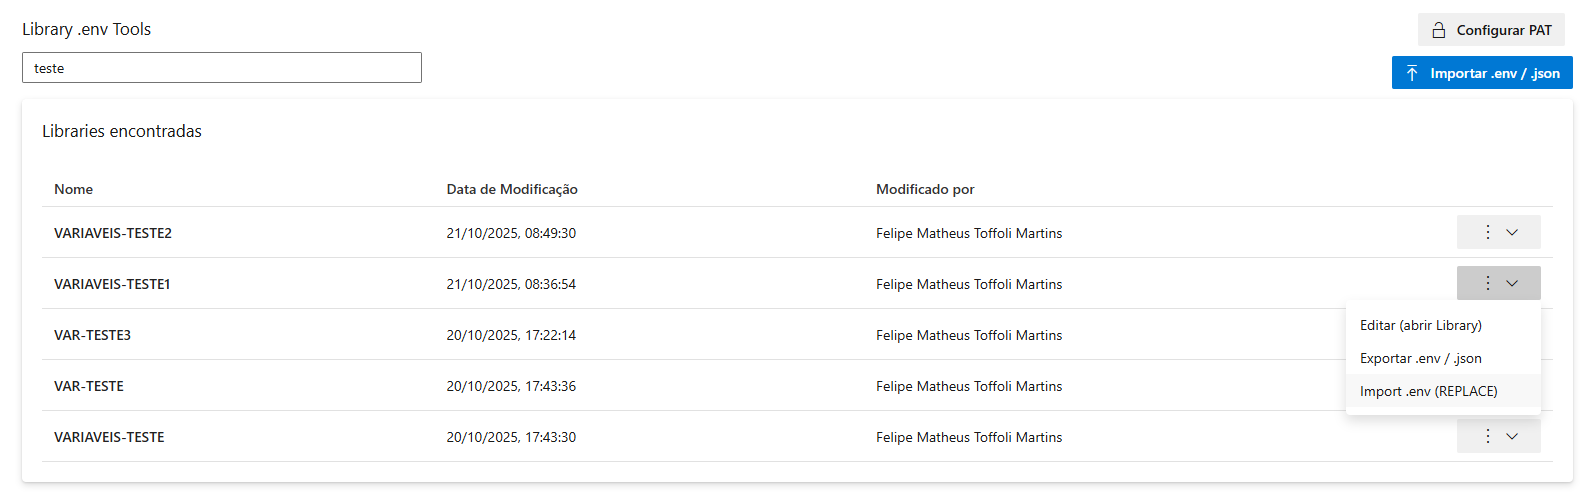 Library .env Tools
Configurar PAT
teste
Importar .env / .json
Libraries encontradas
Nome Data de Modificação Modificado por
VARIAVEIS-TESTE2 21/10/2025, 08:49:30 Felipe Matheus Toffoli Martins
VARIAVEIS-TESTE1 21/10/2025, 08:36:54 Felipe Matheus Toffoli Martins
Editar (abrir Library)
VAR-TESTE3 20/10/2025, 17:22:14 Felipe Matheus Toffoli Martins
Exportar .env / .json
VAR-TESTE 20/10/2025, 17:43:36 Felipe Matheus Toffoli Martins
Import .env (REPLACE)
VARIAVEIS-TESTE 20/10/2025, 17:43:30 Felipe Matheus Toffoli Martins